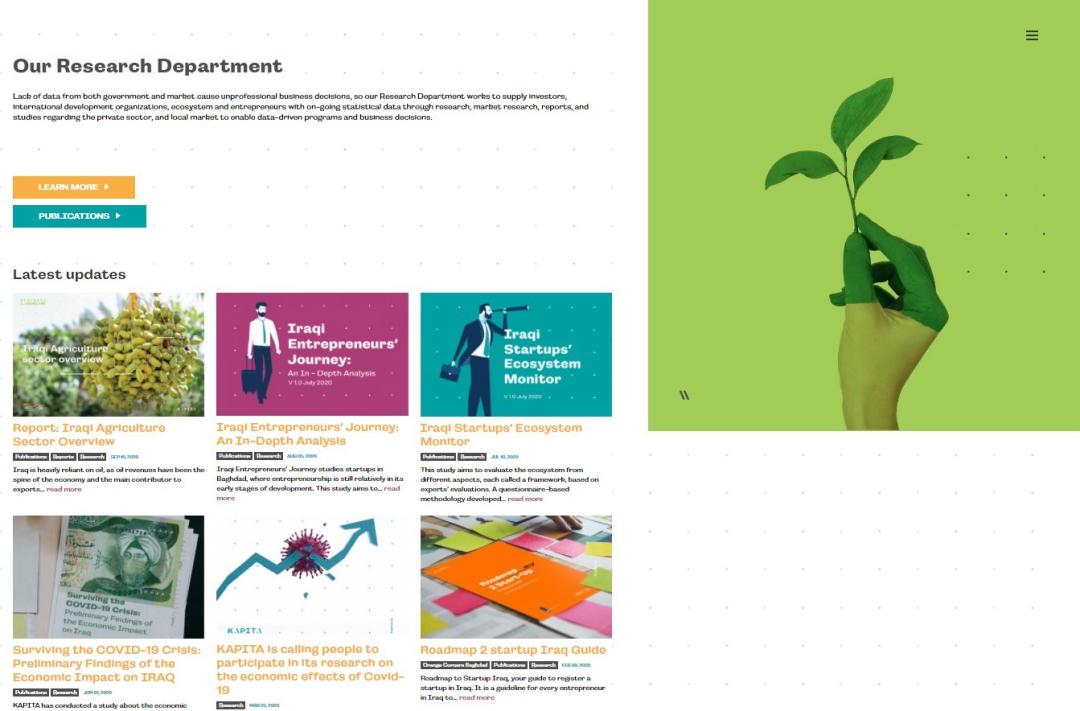 Our Research Department
Lack of data from both government and market cause unprofessional business decisions, so our Research Department works to supply investors,
international development organizations, ecosystem and entrepreneurs with on-going statistical data through research, market research, reports, and
studies regarding the private sector, and local market to enable data-driven programs and business decisions.
LEARN MORE
PUBLICATIONS
Latest updates
Iraqi Agriculture
sector overview
Report: Iraqi Agriculture
Sector Overview
Publications Reports Research SEP 16, 2020
Iraq is heavily reliant on oil, as oil revenues have been the
spine of the economy and the main contributor to
exports... read more
Iraqi
Entrepreneurs'
Journey:
An In - Depth Analysis
V 1.0 July 2020
Iraqi Entrepreneurs' Journey:
An In-Depth Analysis
Publications Research AUG 05, 2020
Iraqi Entrepreneurs' Journey studies startups in
Baghdad, where entrepreneurship is still relatively in its
early stages of development. This study aims to... read
more
Iraqi
Startups'
Ecosystem
Monitor
V 1.0 July 2020
Iraqi Startups' Ecosystem
Monitor
Publications Research
This study aims to evaluate the ecosystem from
different aspects, each called a framework, based on
experts' evaluations. A questionnaire-based
methodology developed... read more
Surviving the
COVID-19 Crisis:
Preliminary Findings of
the Economic Impact
on Iraq
Surviving the COVID-19 Crisis:
Preliminary Findings of the
Economic Impact on IRAQ
Publications Research
KAPITA has conducted a study about the economic
KAPITA
KAPITA is calling people to
participate in its research on
the economic effects of Covid-
19
Research
Roadmap
2 Start-Up
Roadmap 2 startup Iraq Guide
Orange Corners Baghdad Publications Research
Roadmap to Startup Iraq, your guide to register a
startup in Iraq. It is a guideline for every entrepreneur
in Iraq to... read more